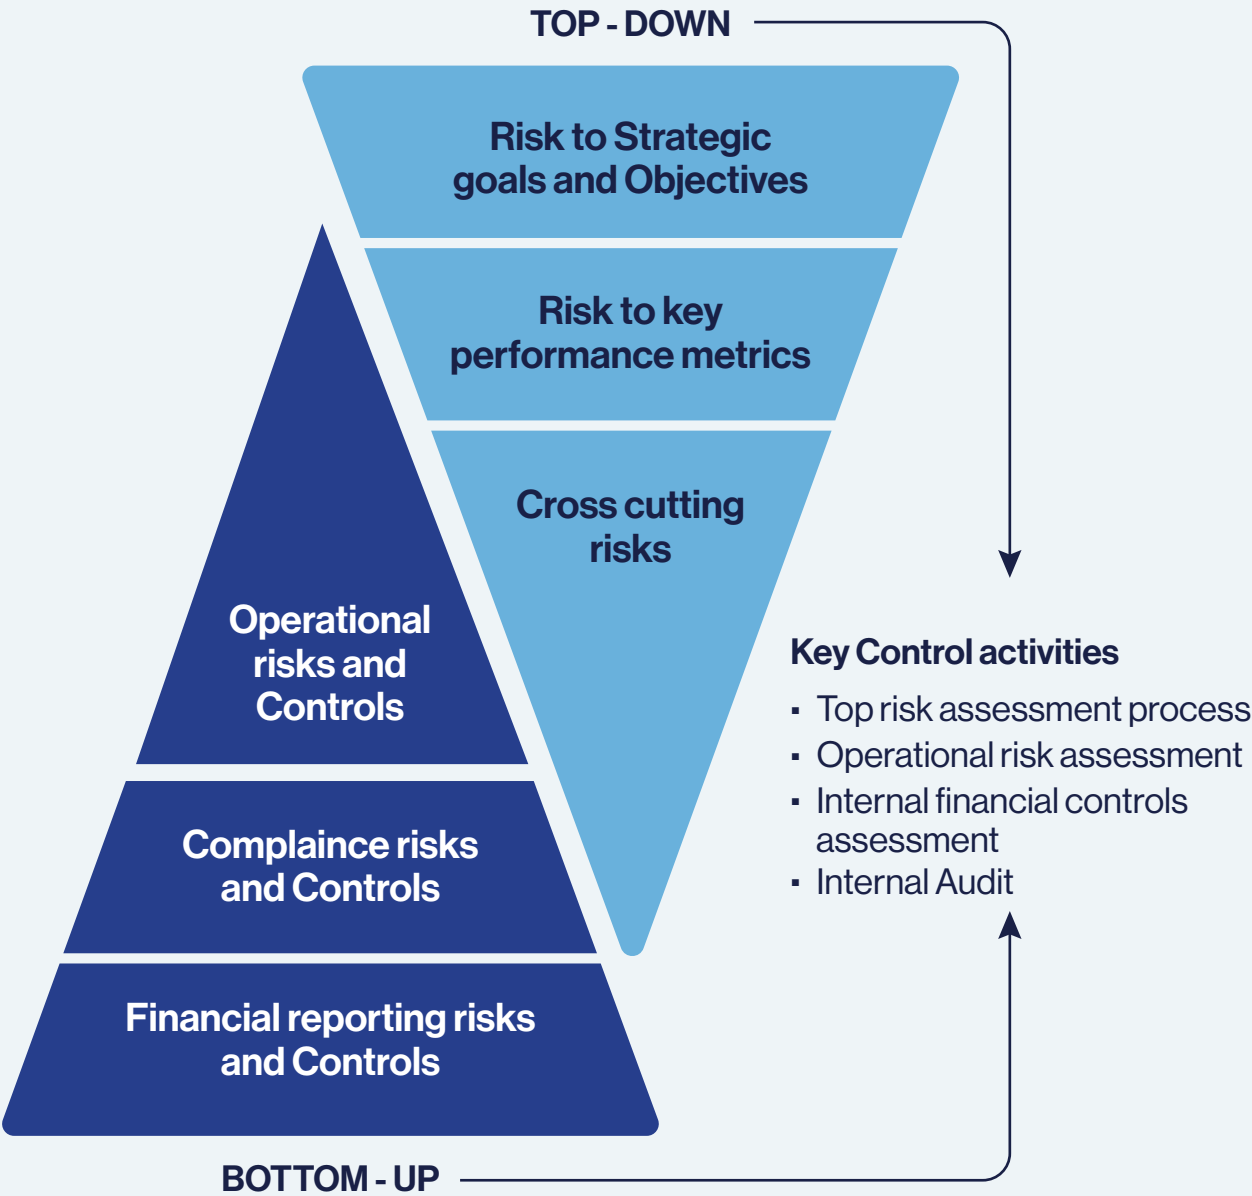 TOP - DOWN
Risk to Strategic
goals and Objectives
Risk to key
performance metrics
Cross cutting
risks
Operational
risks and
Controls
Complaince risks
and Controls
Financial reporting risks
and Controls
BOTTOM - UP
Key Control activities
▪ Top risk assessment process
▪ Operational risk assessment
▪ Internal financial controls
assessment
▪ Internal Audit